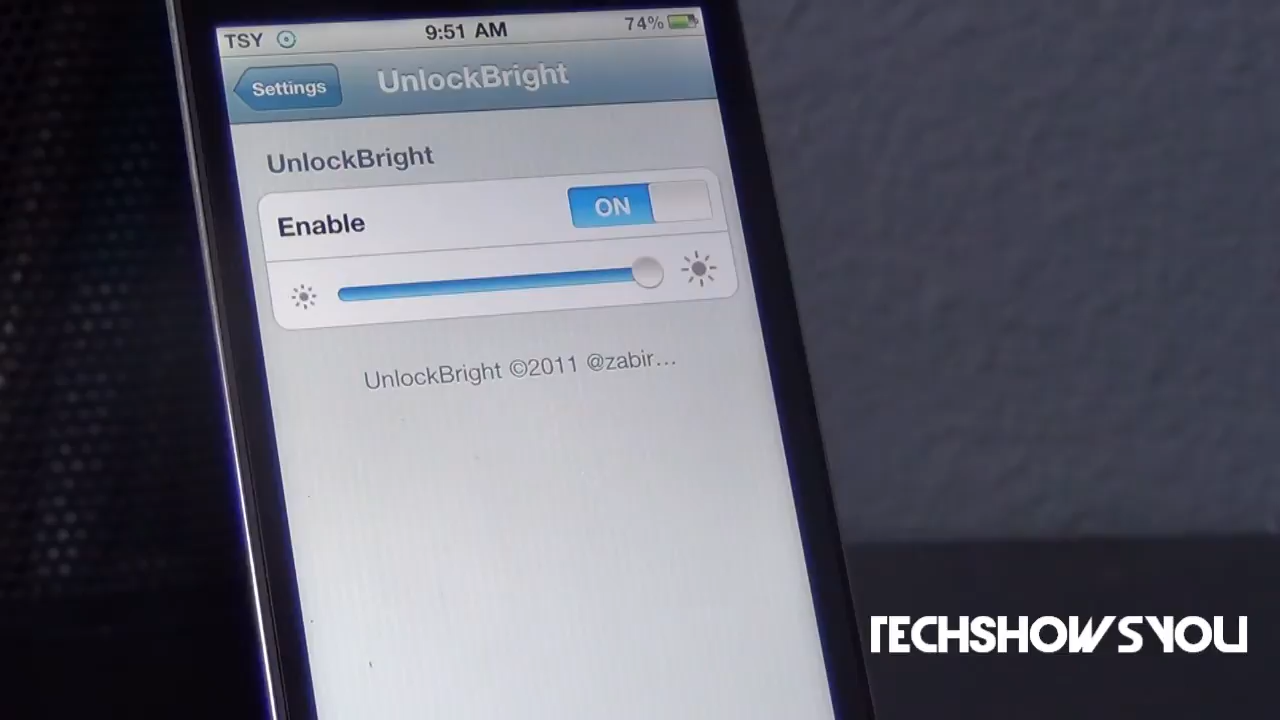 TSY 9:51 AM 74%
Settings UnlockBright
UnlockBright
Enable ON
UnlockBright ©2011 @zabir...
TECHSHOWSYOU